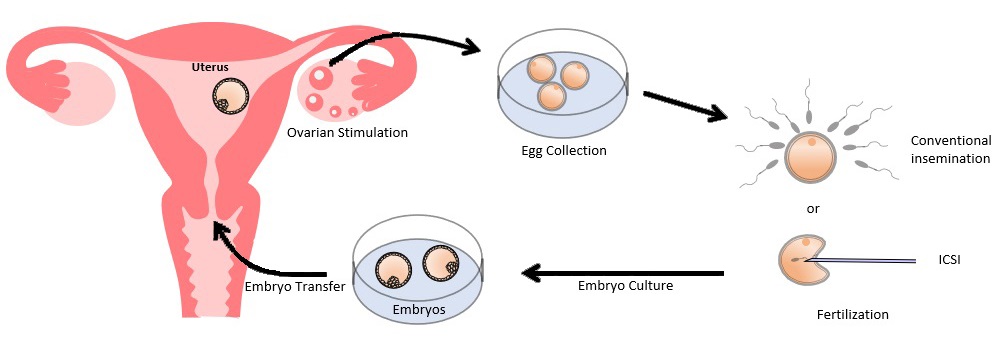 Uterus
Ovarian Stimulation
Egg Collection
Conventional
insemination
or
ICSI
Fertilization
Embryo Culture
Embryos
Embryo Transfer